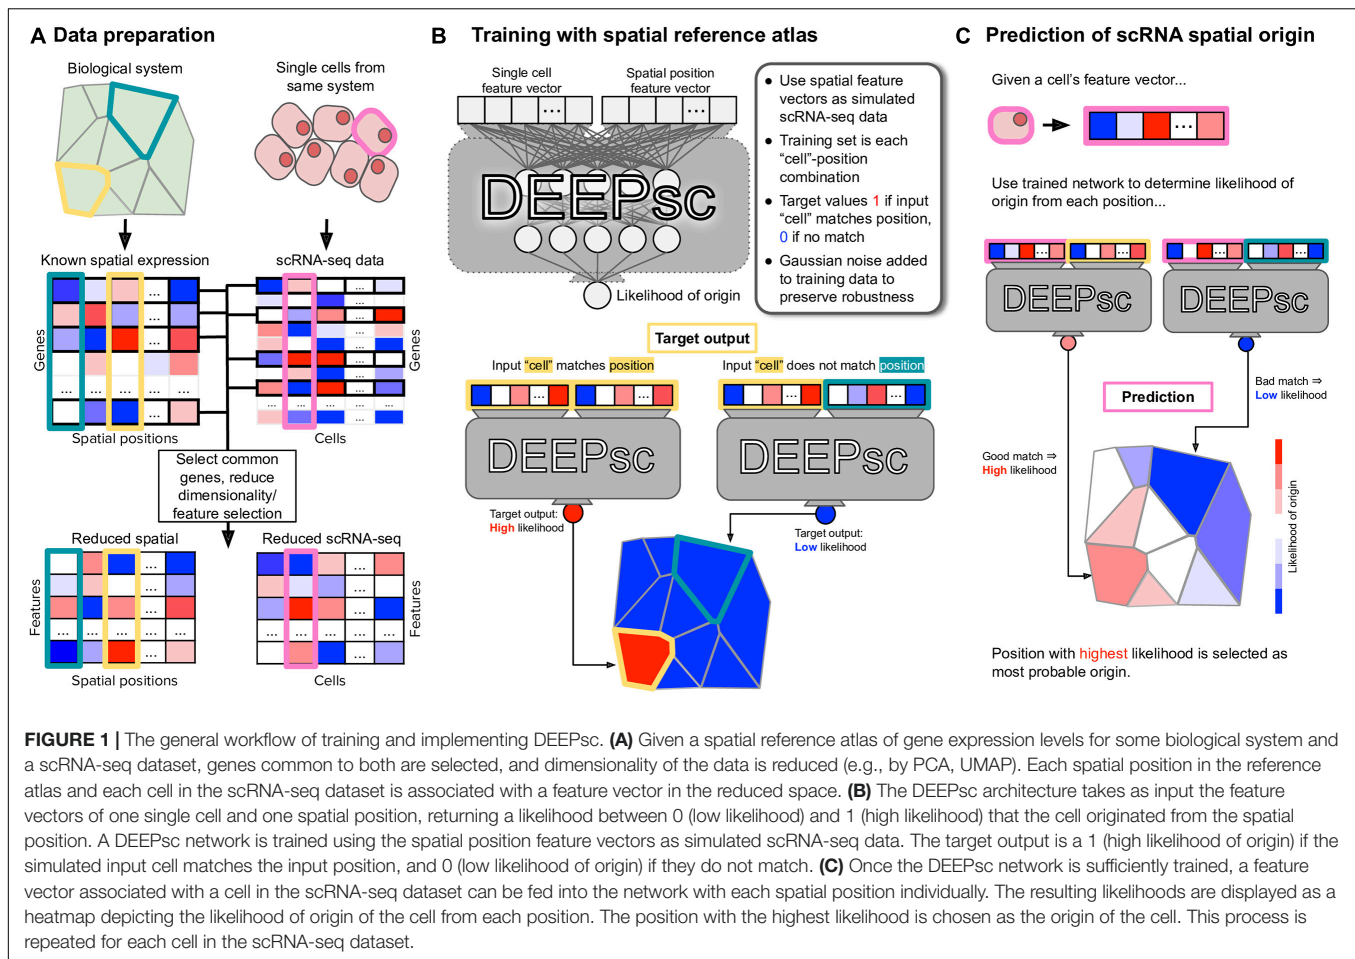 A Data preparation
Biological system
Single cells from
same system
Known spatial expression
scRNA-seq data
Genes
Genes
...
...
...
...
...
...
...
...
...
...
Spatial positions
Cells
Select common
genes, reduce
dimensionality/
feature selection
Reduced spatial
Reduced scRNA-seq
Features
Features
...
...
...
...
...
...
Spatial positions
Cells
B Training with spatial reference atlas
Single cell
feature vector
Spatial position
feature vector
...
...
DEEPsc
Likelihood of origin
• Use spatial feature
vectors as simulated
scRNA-seq data
• Training set is each
“cell”-position
combination
• Target values 1 if input
“cell” matches position,
0 if no match
• Gaussian noise added
to training data to
preserve robustness
Target output
Input “cell” matches position
Input “cell” does not match position
...
...
...
...
DEEPsc
DEEPsc
Target output:
High likelihood
Target output:
Low likelihood
C Prediction of scRNA spatial origin
Given a cell’s feature vector...
...
Use trained network to determine likelihood of
origin from each position...
...
...
...
...
DEEPsc
DEEPsc
Bad match ⇒
Low likelihood
Prediction
Good match ⇒
High likelihood
Likelihood of origin
Position with highest likelihood is selected as
most probable origin.
FIGURE 1 | The general workflow of training and implementing DEEPsc. (A) Given a spatial reference atlas of gene expression levels for some biological system and
a scRNA-seq dataset, genes common to both are selected, and dimensionality of the data is reduced (e.g., by PCA, UMAP). Each spatial position in the reference
atlas and each cell in the scRNA-seq dataset is associated with a feature vector in the reduced space. (B) The DEEPsc architecture takes as input the feature
vectors of one single cell and one spatial position, returning a likelihood between 0 (low likelihood) and 1 (high likelihood) that the cell originated from the spatial
position. A DEEPsc network is trained using the spatial position feature vectors as simulated scRNA-seq data. The target output is a 1 (high likelihood of origin) if the
simulated input cell matches the input position, and 0 (low likelihood of origin) if they do not match. (C) Once the DEEPsc network is sufficiently trained, a feature
vector associated with a cell in the scRNA-seq dataset can be fed into the network with each spatial position individually. The resulting likelihoods are displayed as a
heatmap depicting the likelihood of origin of the cell from each position. The position with the highest likelihood is chosen as the origin of the cell. This process is
repeated for each cell in the scRNA-seq dataset.